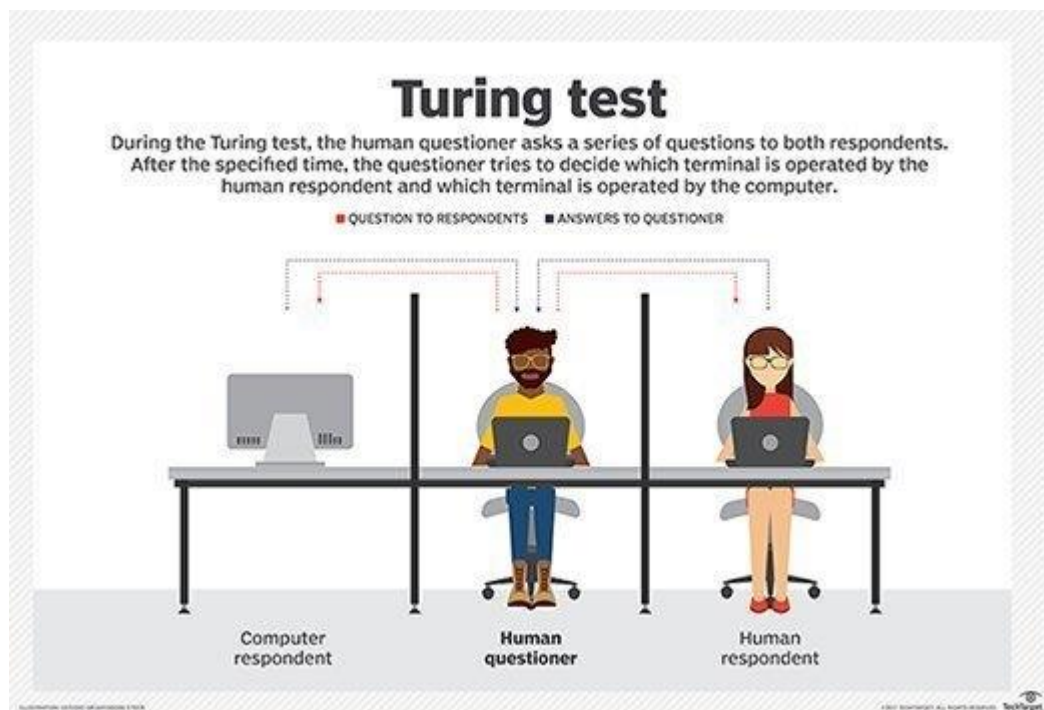 Turing test
During the Turing test, the human questioner asks a series of questions to both respondents.
After the specified time, the questioner tries to decide which terminal is operated by the
human respondent and which terminal is operated by the computer.
QUESTION TO RESPONDENTS ANSWERS TO QUESTIONER
Computer
respondent
Human
questioner
Human
respondent
TechTarget